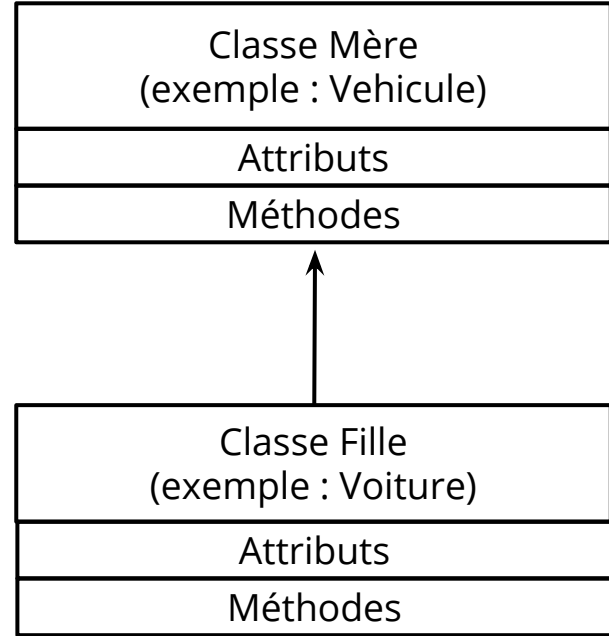 Classe Mère
(exemple : Vehicule)
Attributs
Méthodes
Classe Fille
(exemple : Voiture)
Attributs
Méthodes